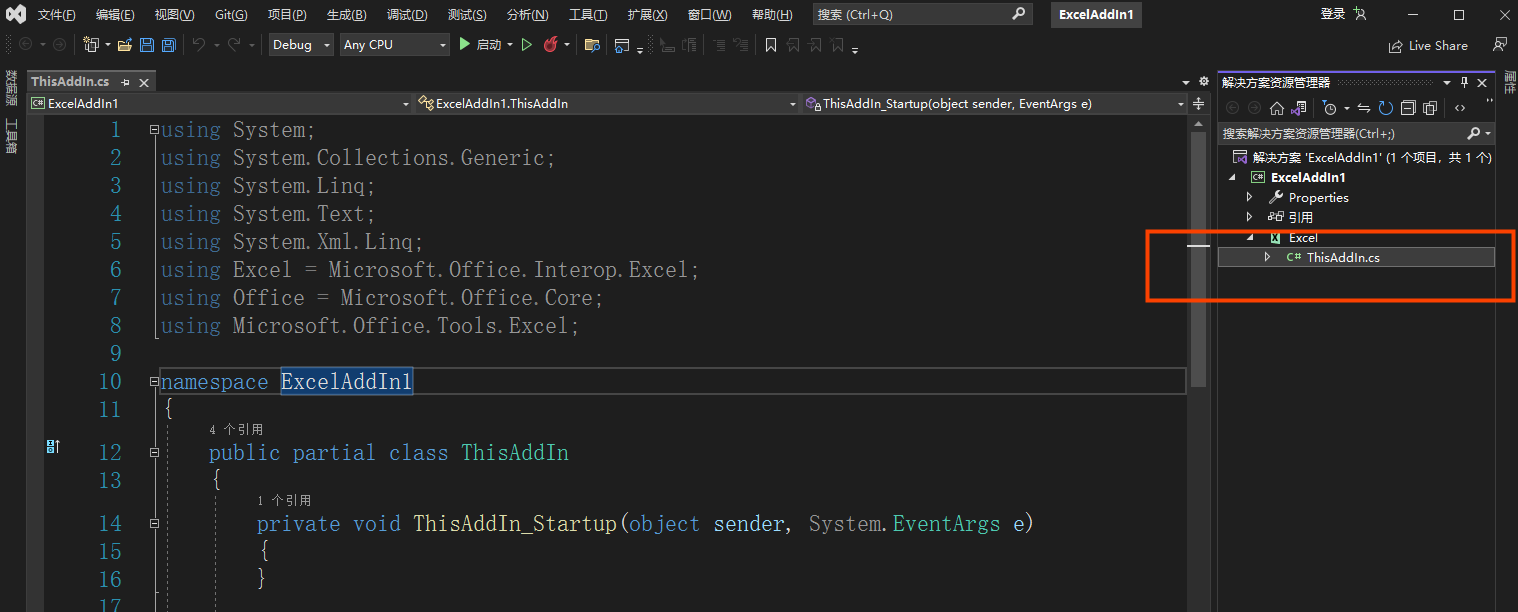 文件(F) 编辑(E) 视图(V) Git(G) 项目(P) 生成(B) 调试(D) 测试(S) 分析(N) 工具(T) 扩展(X) 窗口(W) 帮助(H) 搜索 (Ctrl+Q) ExcelAddIn1 登录
Debug Any CPU 启动 Live Share
数据源
工具箱
ThisAddIn.cs
ExcelAddIn1 ExcelAddIn1.ThisAddIn ThisAddIn_Startup(object sender, EventArgs e)
1 using System;
2 using System.Collections.Generic;
3 using System.Linq;
4 using System.Text;
5 using System.Xml.Linq;
6 using Excel = Microsoft.Office.Interop.Excel;
7 using Office = Microsoft.Office.Core;
8 using Microsoft.Office.Tools.Excel;
9
10 namespace ExcelAddIn1
11 {
4 个引用
12 public partial class ThisAddIn
13 {
1 个引用
14 private void ThisAddIn_Startup(object sender, System.EventArgs e)
15 {
16 }
17
解决方案资源管理器
搜索解决方案资源管理器(Ctrl+;)
解决方案 'ExcelAddIn1' (1 个项目，共 1 个)
C# ExcelAddIn1
Properties
引用
Excel
C# ThisAddIn.cs
属性